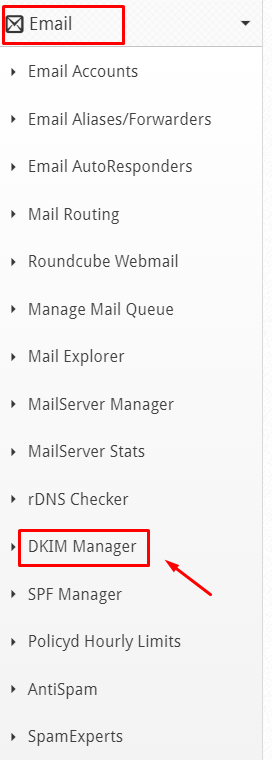 Email
Email Accounts
Email Aliases/Forwarders
Email AutoResponders
Mail Routing
Roundcube Webmail
Manage Mail Queue
Mail Explorer
MailServer Manager
MailServer Stats
rDNS Checker
DKIM Manager
SPF Manager
Policyd Hourly Limits
AntiSpam
SpamExperts